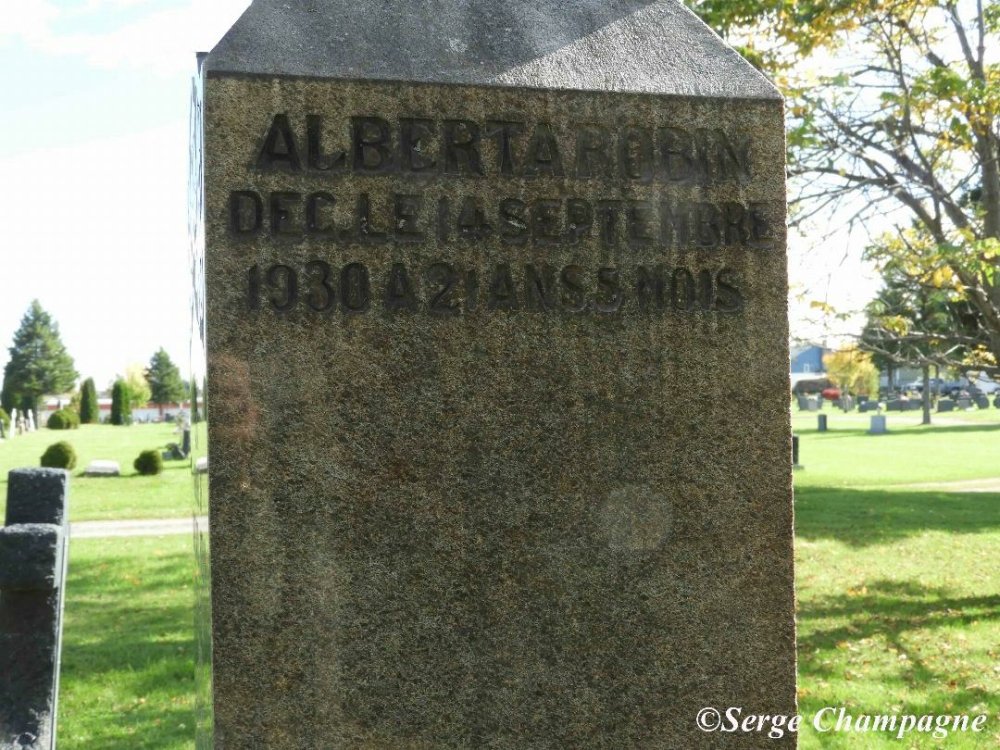 ALBERTA ROBIN
DEC. LE 14 SEPTEMBRE
1930 A 21 ANS 5 MOIS
©Serge Champagne